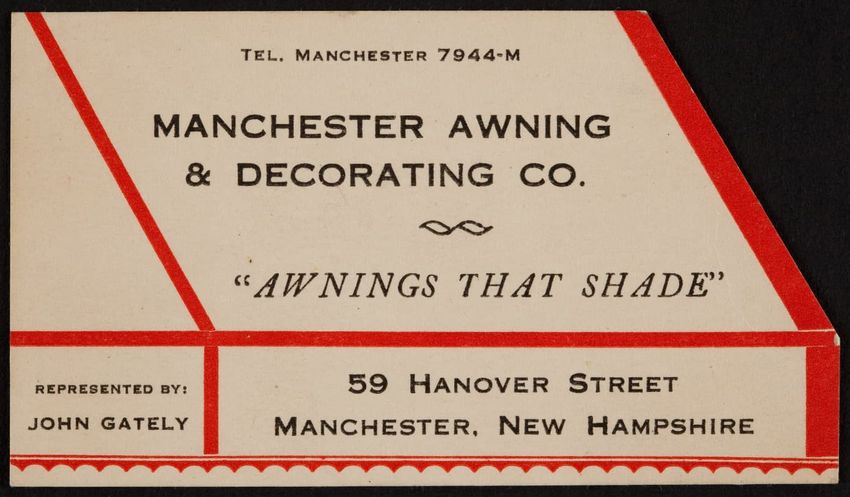 TEL. MANCHESTER 7944-M
MANCHESTER AWNING
& DECORATING CO.
"AWNINGS THAT SHADE"
REPRESENTED BY:
JOHN GATELY
59 HANOVER STREET
MANCHESTER, NEW HAMPSHIRE